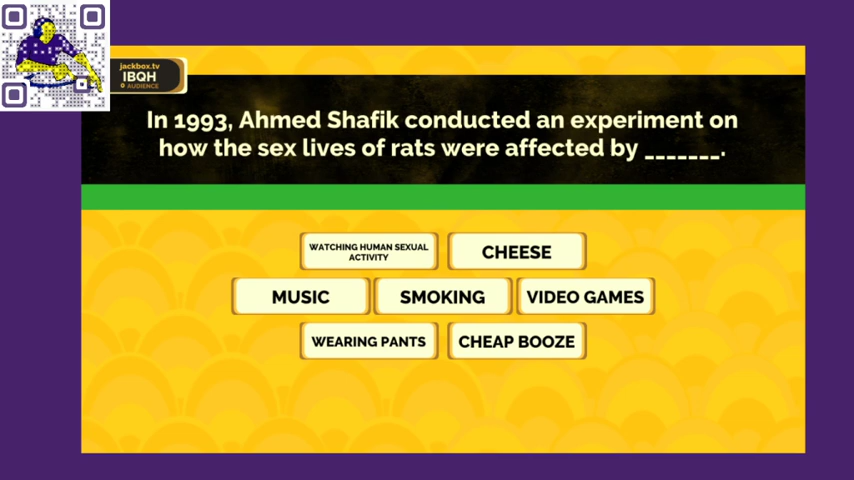 jackbox.tv
IBQH
0 AUDIENCE
In 1993, Ahmed Shafik conducted an experiment on
how the sex lives of rats were affected by _______.
WATCHING HUMAN SEXUAL
ACTIVITY
CHEESE
MUSIC
SMOKING
VIDEO GAMES
WEARING PANTS
CHEAP BOOZE